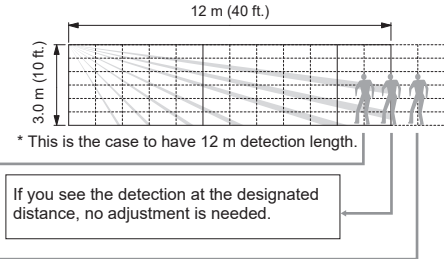 12 m (40 ft.)
3.0 m (10 ft.)
* This is the case to have 12 m detection length.
If you see the detection at the designated
distance, no adjustment is needed.